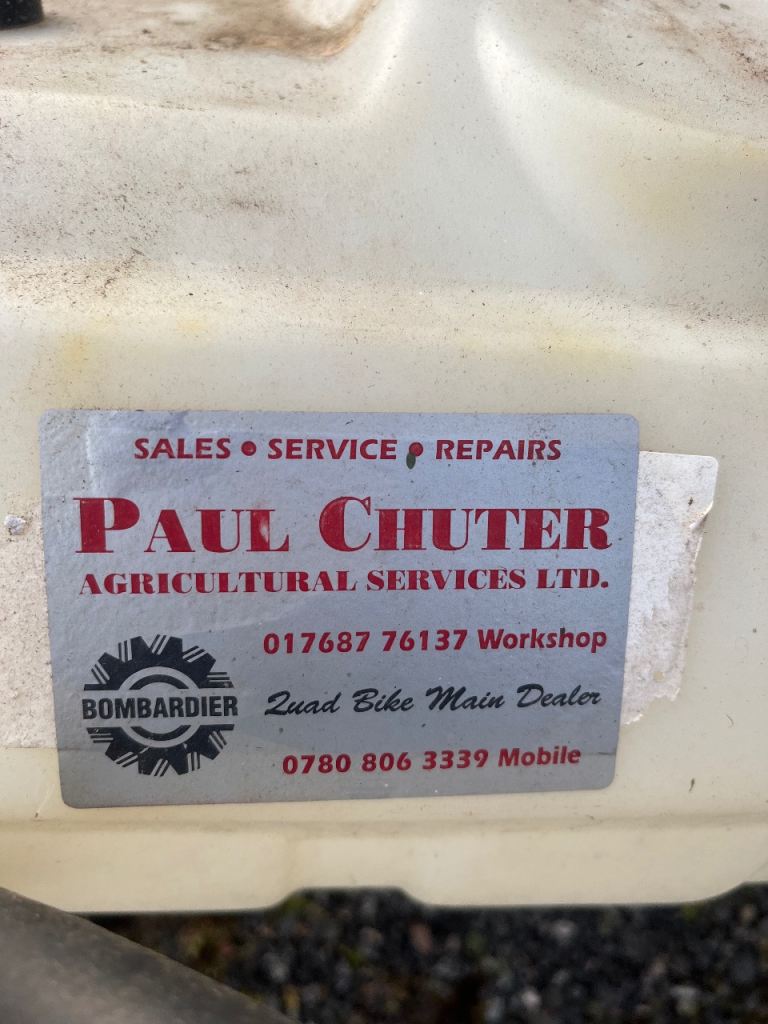 SALES • SERVICE • REPAIRS
PAUL CHUTER
AGRICULTURAL SERVICES LTD.
017687 76137 Workshop
BOMBARDIER
Quad Bike Main Dealer
0780 806 3339 Mobile